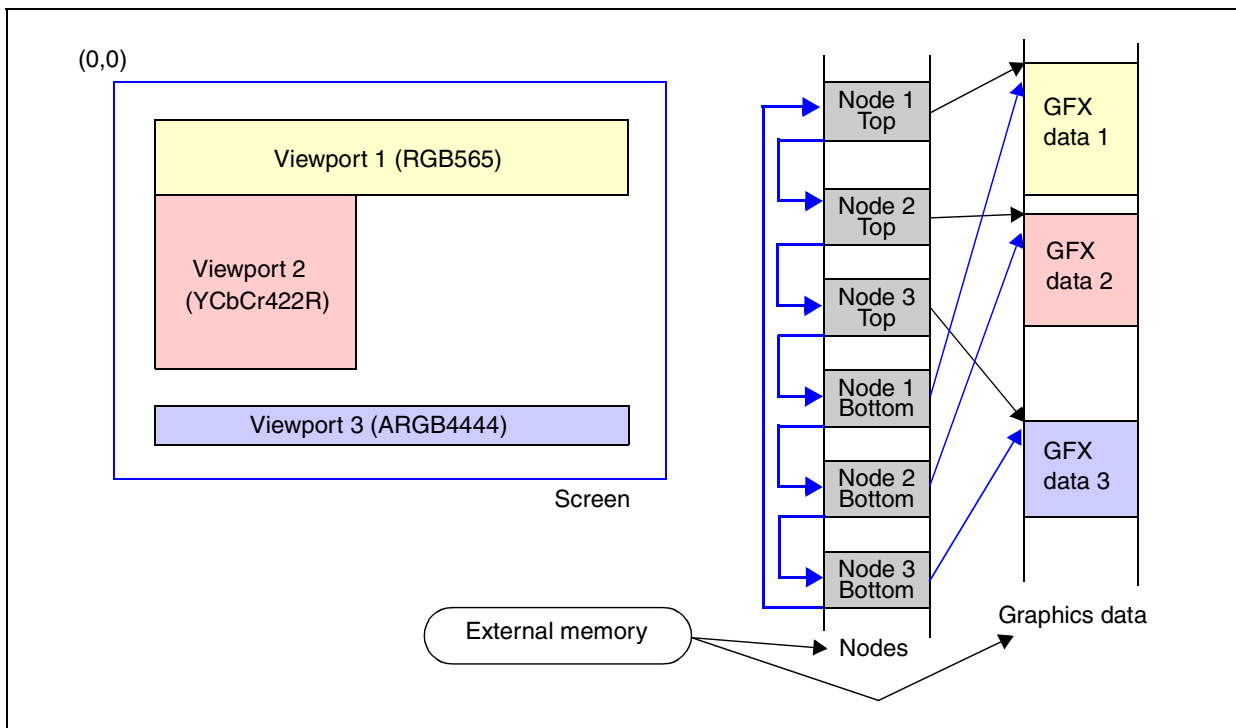 (0,0)
Viewport 1 (RGB565)
Viewport 2
(YCbCr422R)
Viewport 3 (ARGB4444)
Screen
Node 1
Top
Node 2
Top
Node 3
Top
Node 1
Bottom
Node 2
Bottom
Node 3
Bottom
GFX
data 1
GFX
data 2
GFX
data 3
External memory
Nodes
Graphics data